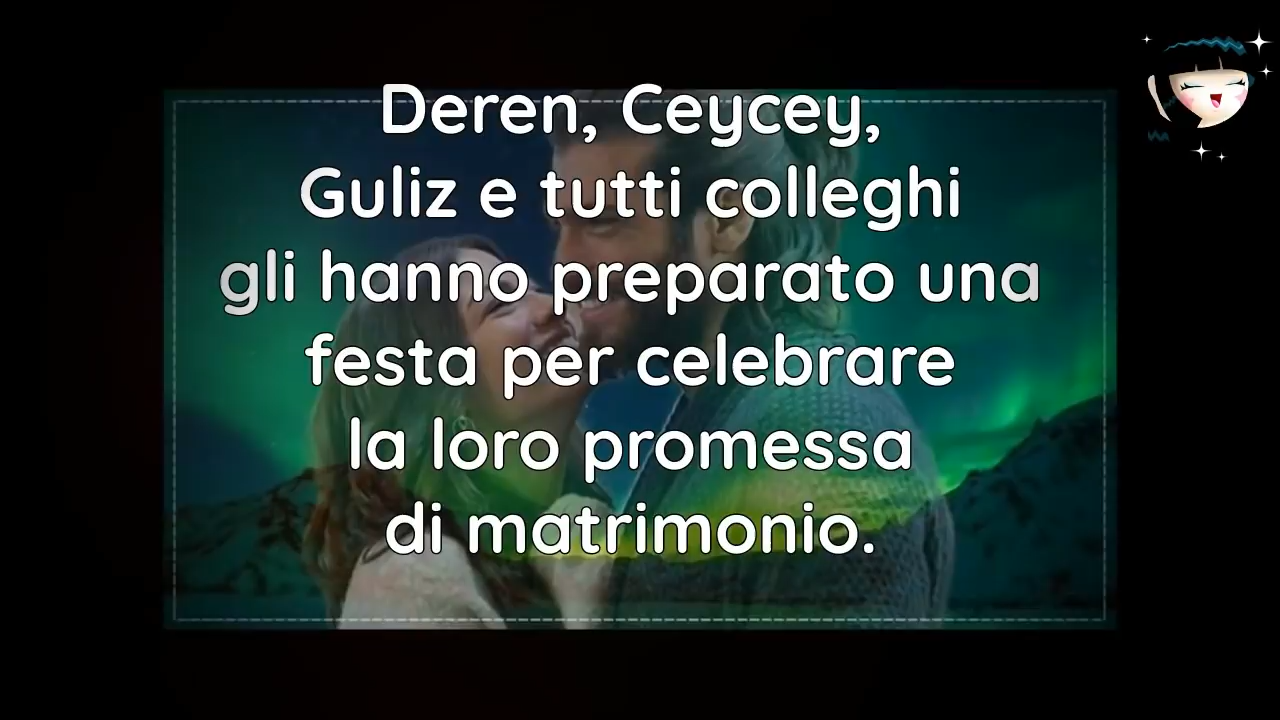 Deren, Ceycey,
Guliz e tutti colleghi
gli hanno preparato una
festa per celebrare
la loro promessa
di matrimonio.